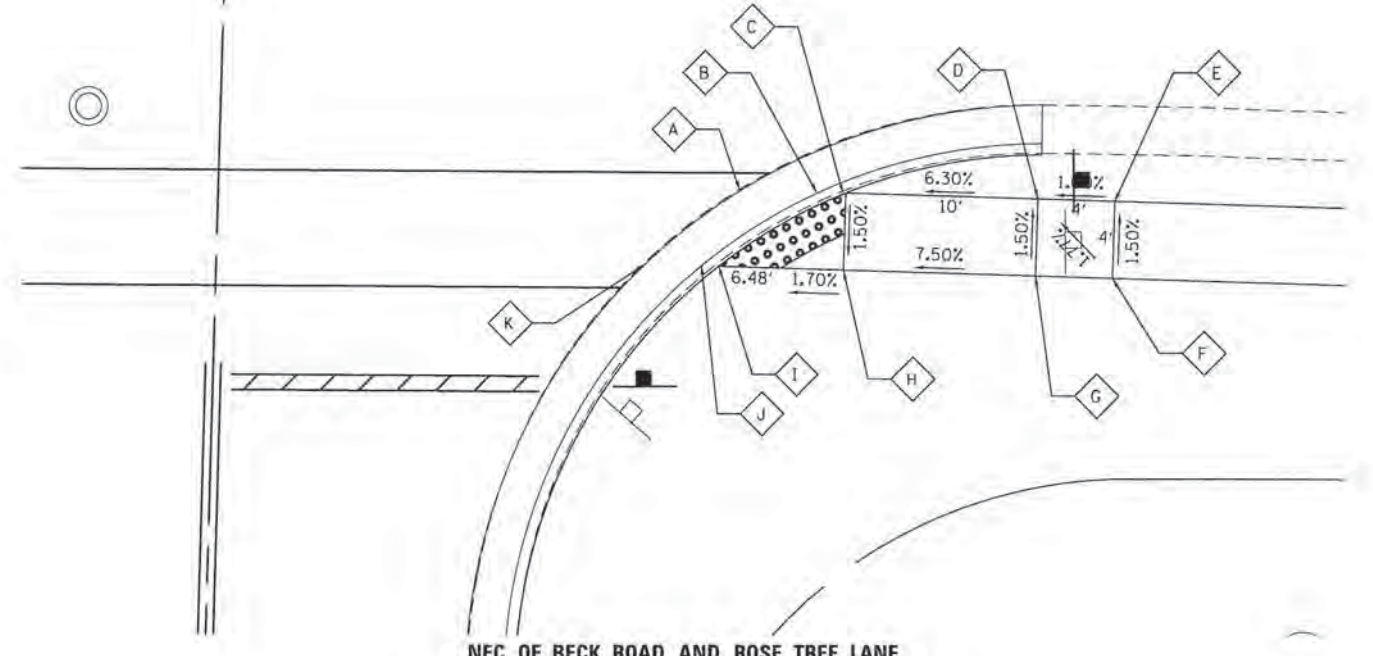 C
B
D
E
A
6.30%
10'
4'
1.50%
1.50%
4'
1.50%
7.50%
6.48'
1.70%
K
I
H
F
J
G
NEC OF BECK ROAD AND ROSE TREE LANE